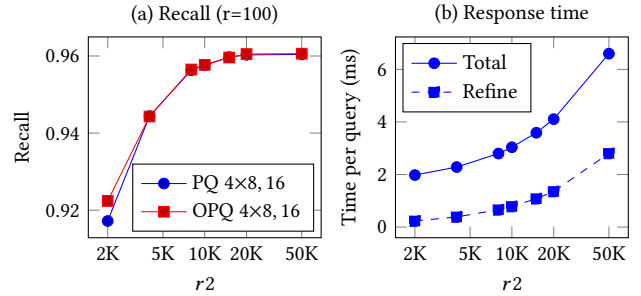 (a) Recall (r=100)
0.96
0.94
0.92
Recall
PQ 4×8, 16
OPQ 4×8, 16
2K 5K 10K 20K 50K
r2
(b) Response time
6
4
2
0
Time per query (ms)
Total
Refine
2K 5K 10K 20K 50K
r2